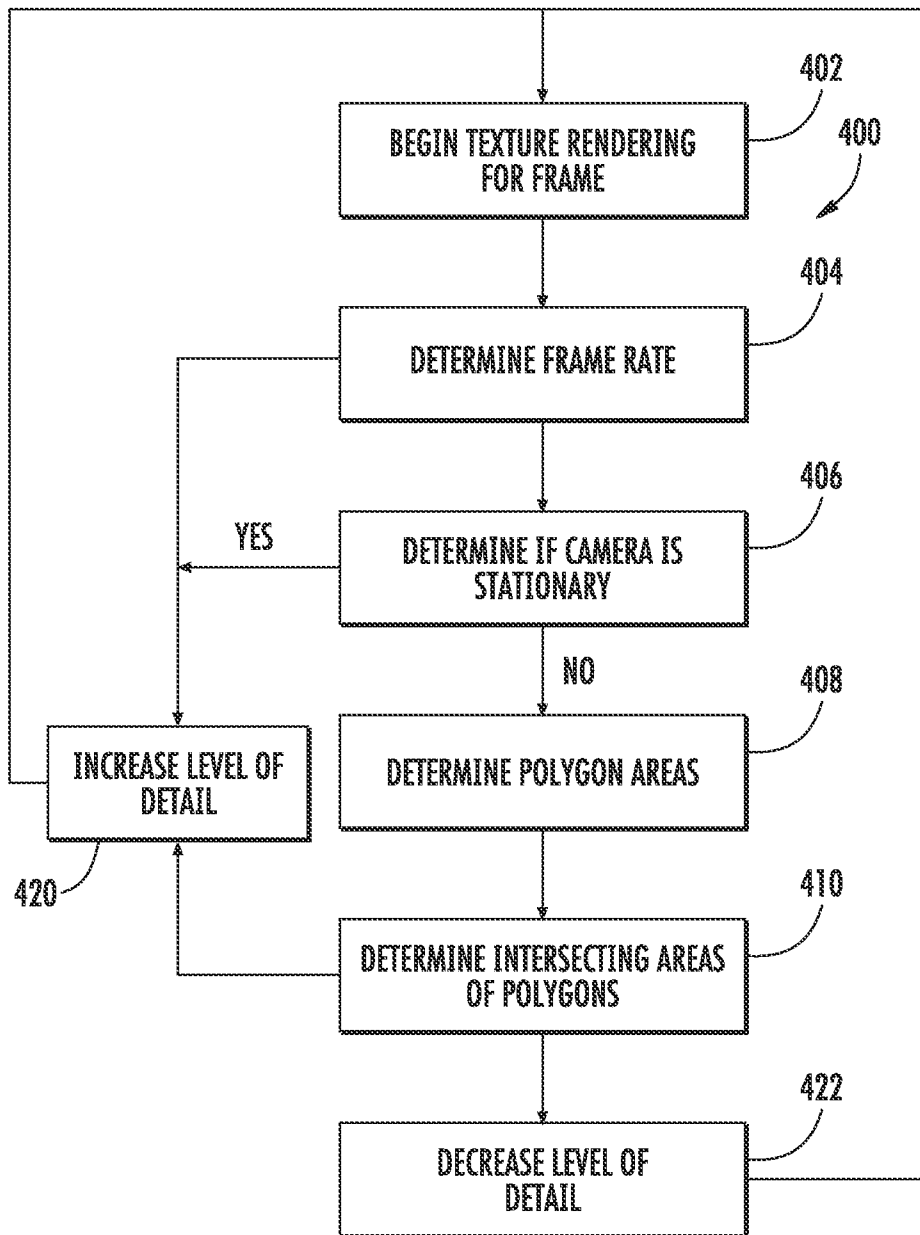 402
BEGIN TEXTURE RENDERING
FOR FRAME
400
404
DETERMINE FRAME RATE
406
YES
DETERMINE IF CAMERA IS
STATIONARY
NO
408
INCREASE LEVEL OF
DETAIL
DETERMINE POLYGON AREAS
420
410
DETERMINE INTERSECTING AREAS
OF POLYGONS
422
DECREASE LEVEL OF
DETAIL